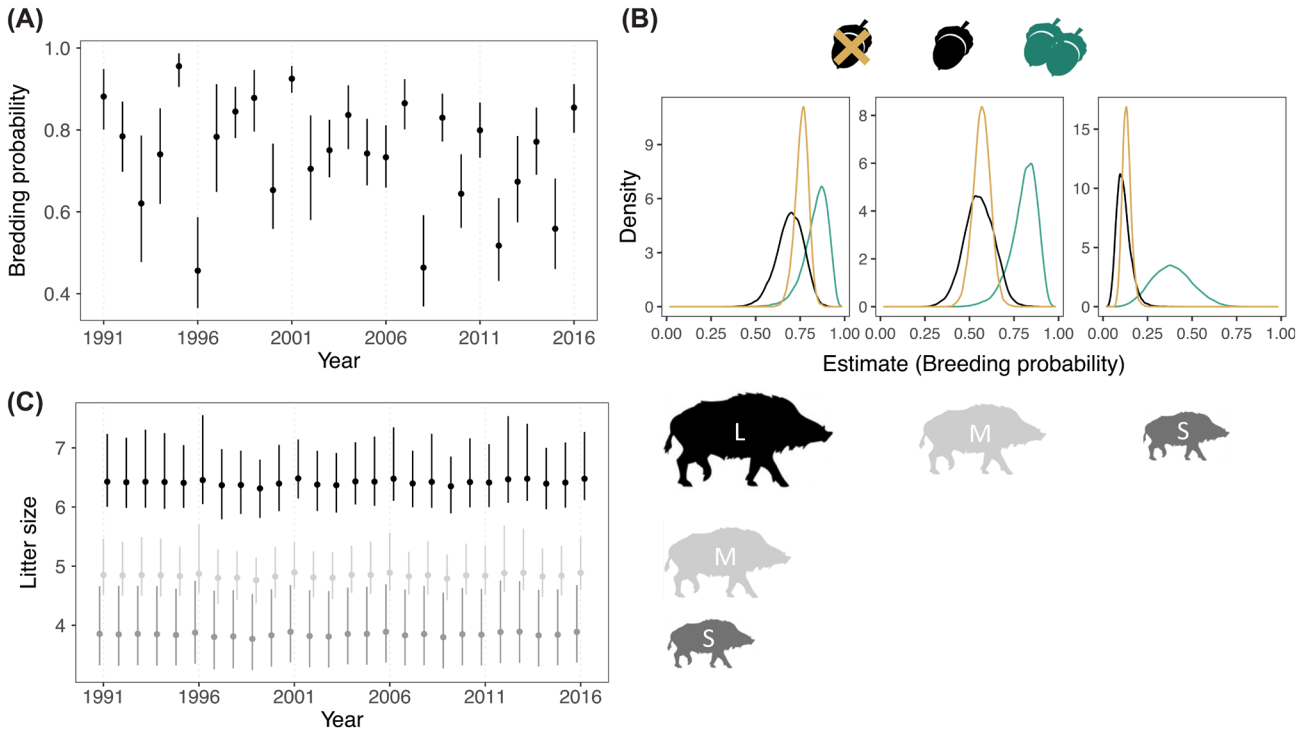 (A)
Bredding probability
1.0
0.8
0.6
0.4
1991 1996 2001 2006 2011 2016
Year
(B)
Density
9
6
3
0
8
6
4
2
0
15
10
5
0
0.00 0.25 0.50 0.75 1.00
0.00 0.25 0.50 0.75 1.00
0.00 0.25 0.50 0.75 1.00
Estimate (Breeding probability)
L M S
M
S
(C)
Litter size
7
6
5
4
1991 1996 2001 2006 2011 2016
Year